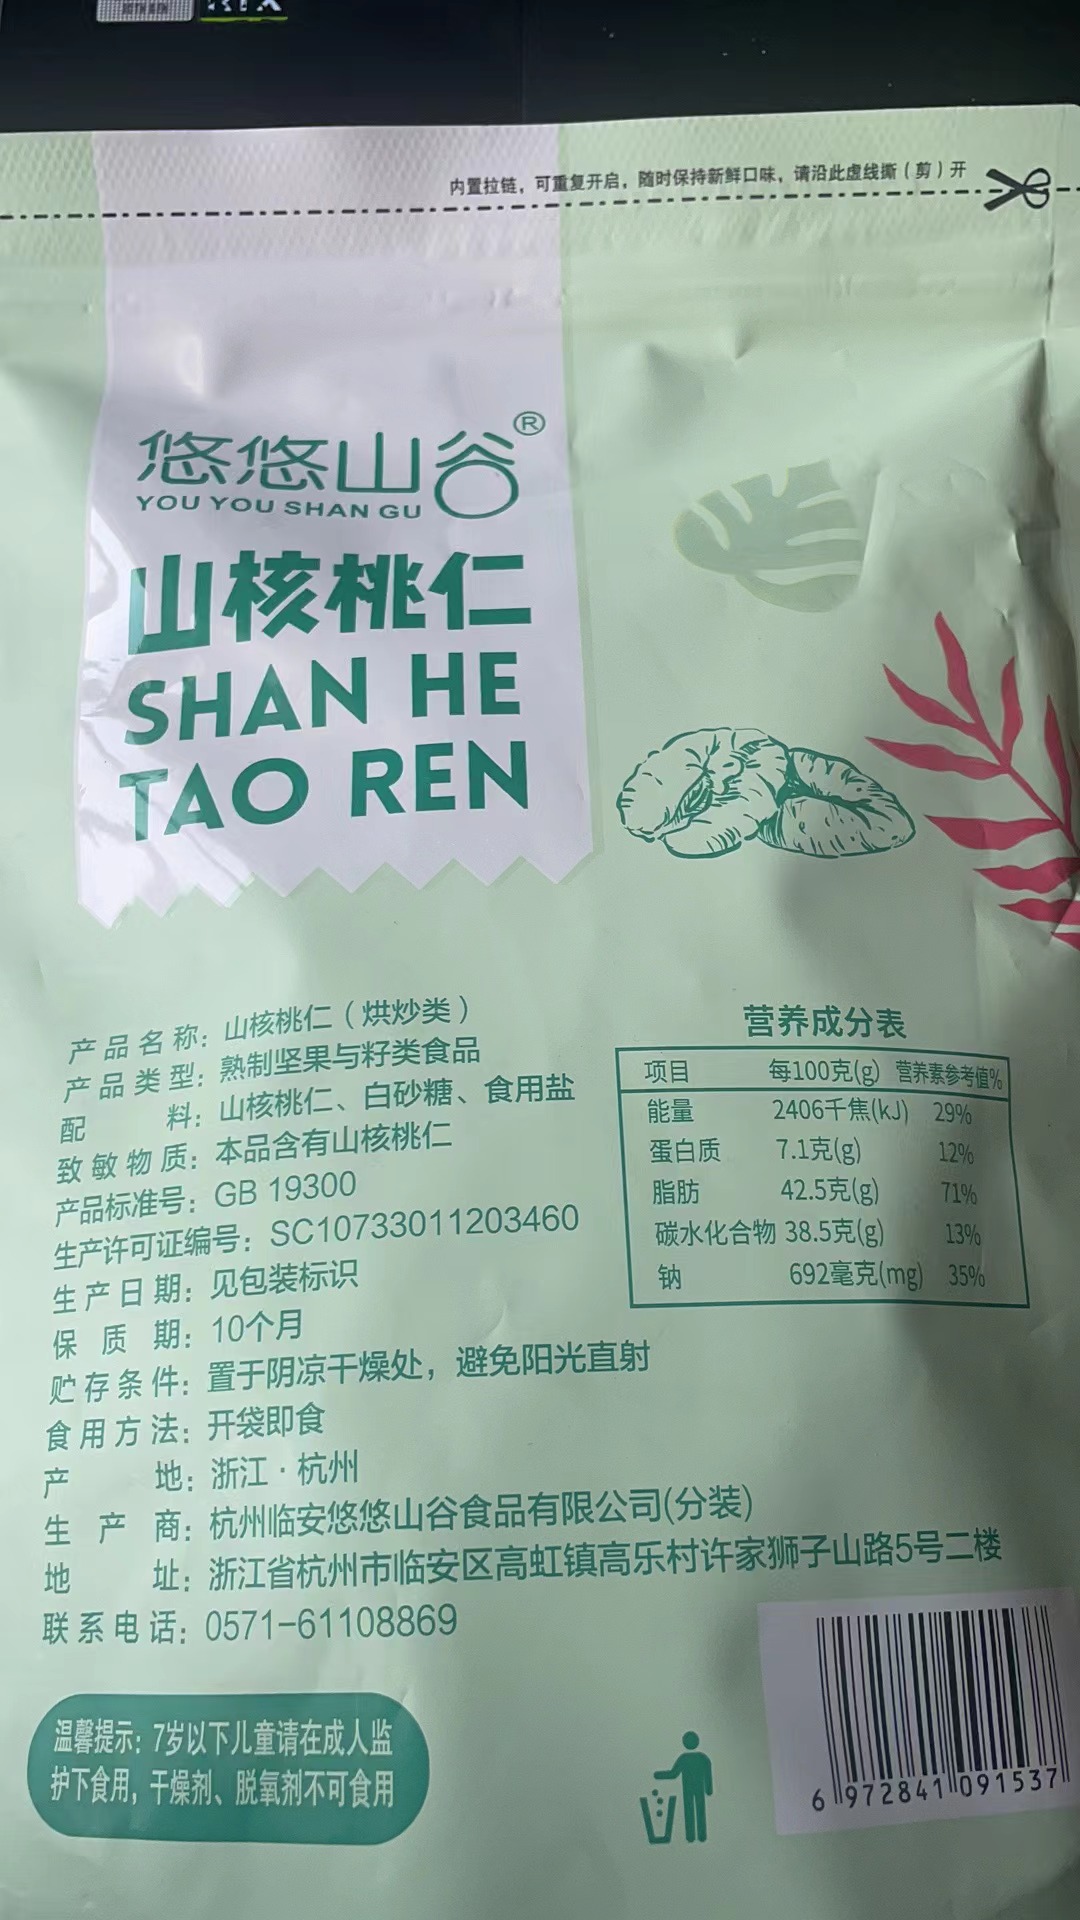 内置拉链，可重复开启，随时保持新鲜口味，请沿此虚线撕（剪）开
悠悠山谷®
YOU YOU SHAN GU
山核桃仁
SHAN HE
TAO REN
产品名称：山核桃仁（烘炒类）
产品类型：熟制坚果与籽类食品
配料：山核桃仁、白砂糖、食用盐
致敏物质：本品含有山核桃仁
产品标准号：GB 19300
生产许可证编号：SC10733011203460
生产日期：见包装标识
保质期：10个月
贮存条件：置于阴凉干燥处，避免阳光直射
食用方法：开袋即食
产地：浙江·杭州
生产商：杭州临安悠悠山谷食品有限公司(分装)
地址：浙江省杭州市临安区高虹镇高乐村许家狮子山路5号二楼
联系电话：0571-61108869
营养成分表
项目 每100克(g) 营养素参考值%
能量 2406千焦(kJ) 29%
蛋白质 7.1克(g) 12%
脂肪 42.5克(g) 71%
碳水化合物 38.5克(g) 13%
钠 692毫克(mg) 35%
温馨提示：7岁以下儿童请在成人监
护下食用，干燥剂、脱氧剂不可食用
6 972841 091537